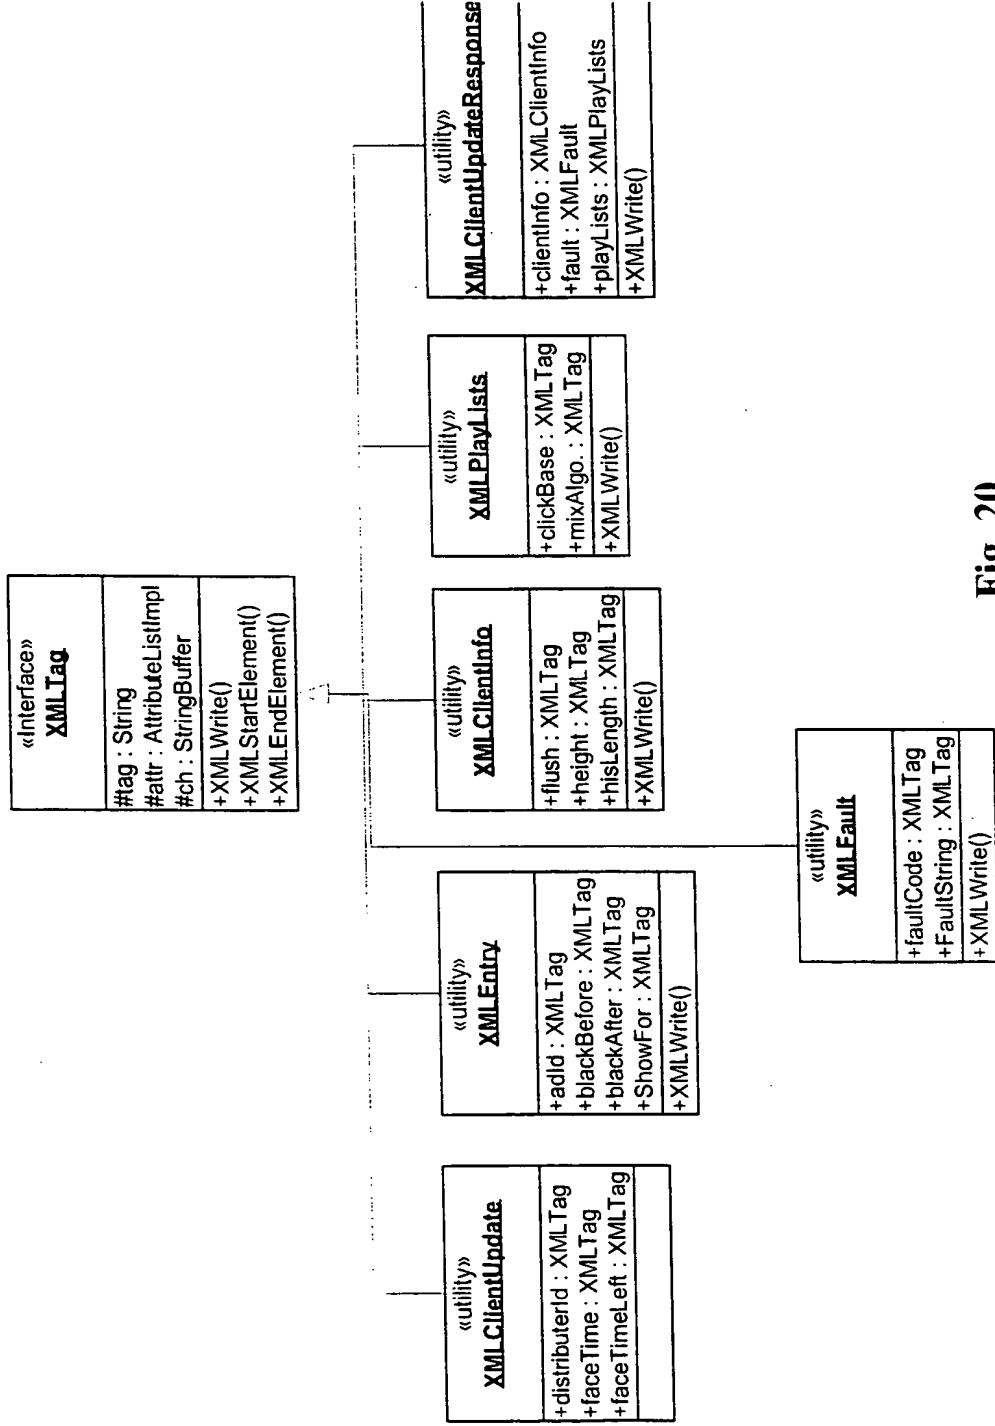 «Interface»
XMLTag
#tag : String
#attr : AttributeListImpl
#ch : StringBuffer
+XMLWrite()
+XMLStartElement()
+XMLEndElement()
«utility»
XMLClientUpdate
+distributerId : XMLTag
+faceTime : XMLTag
+faceTimeLeft : XMLTag
«utility»
XMLEntry
+adId : XMLTag
+blackBefore : XMLTag
+blackAfter : XMLTag
+ShowFor : XMLTag
+XMLWrite()
«utility»
XMLClientInfo
+flush : XMLTag
+height : XMLTag
+hisLength : XMLTag
+XMLWrite()
«utility»
XMLPlayLists
+clickBase : XMLTag
+mixAlgo. : XMLTag
+XMLWrite()
«utility»
XMLClientUpdateResponse
+clientInfo : XMLClientInfo
+fault : XMLFault
+playLists : XMLPlayLists
+XMLWrite()
«utility»
XMLFault
+faultCode : XMLTag
+FaultString : XMLTag
+XMLWrite()
Fig. 20